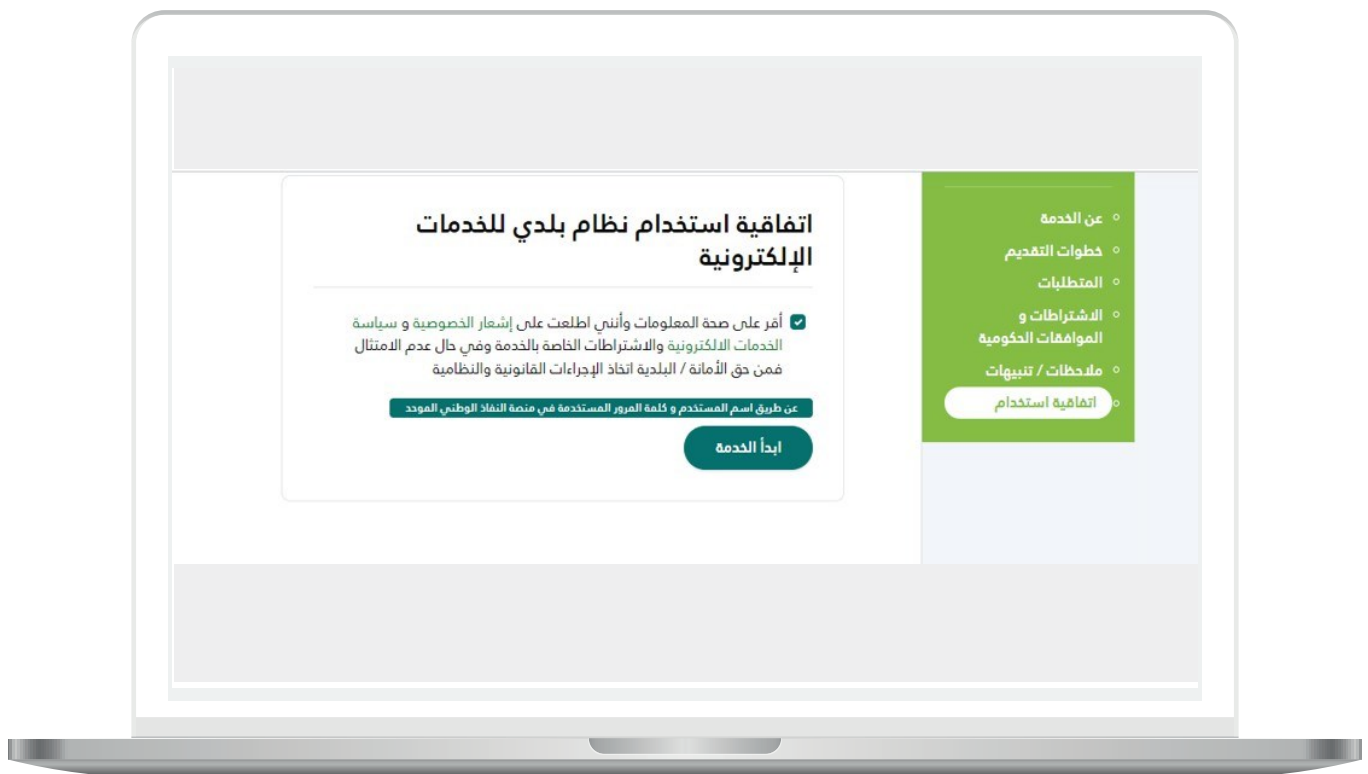 عن الخدمة
خطوات التقديم
المتطلبات
الاشتراطات و
الموافقات الحكومية
ملاحظات / تنبيهات
اتفاقية استخدام
اتفاقية استخدام نظام بلدي للخدمات
الإلكترونية
أقر على صحة المعلومات وأنني اطلعت على إشعار الخصوصية و سياسة
الخدمات الالكترونية والاشتراطات الخاصة بالخدمة وفي حال عدم الامتثال
فمن حق الأمانة / البلدية اتخاذ الإجراءات القانونية والنظامية
عن طريق اسم المستخدم و كلمة المرور المستخدمة في منصة النفاذ الوطني الموحد
ابدأ الخدمة